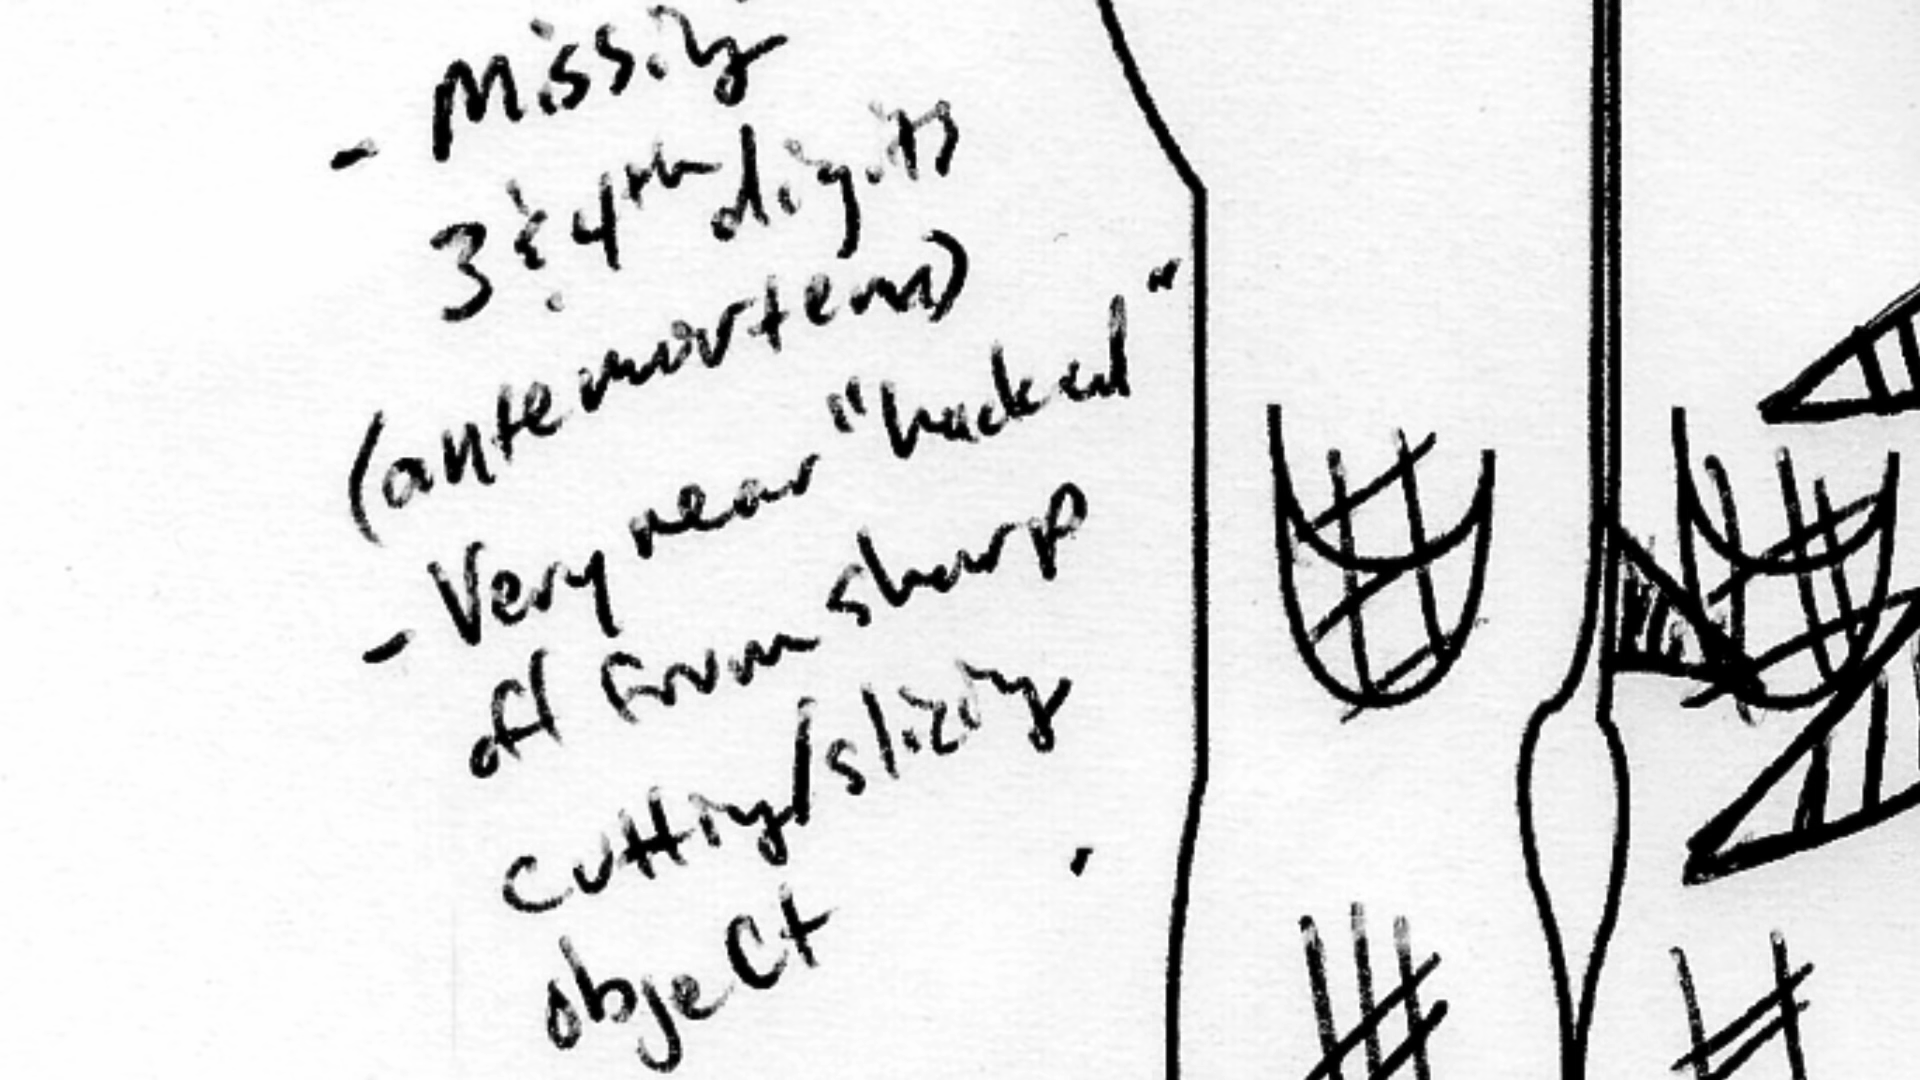 - Missing
3 & 4th digits
(antemortem)
- Very near "hacked"
off from sharp
cutting/slicing
object